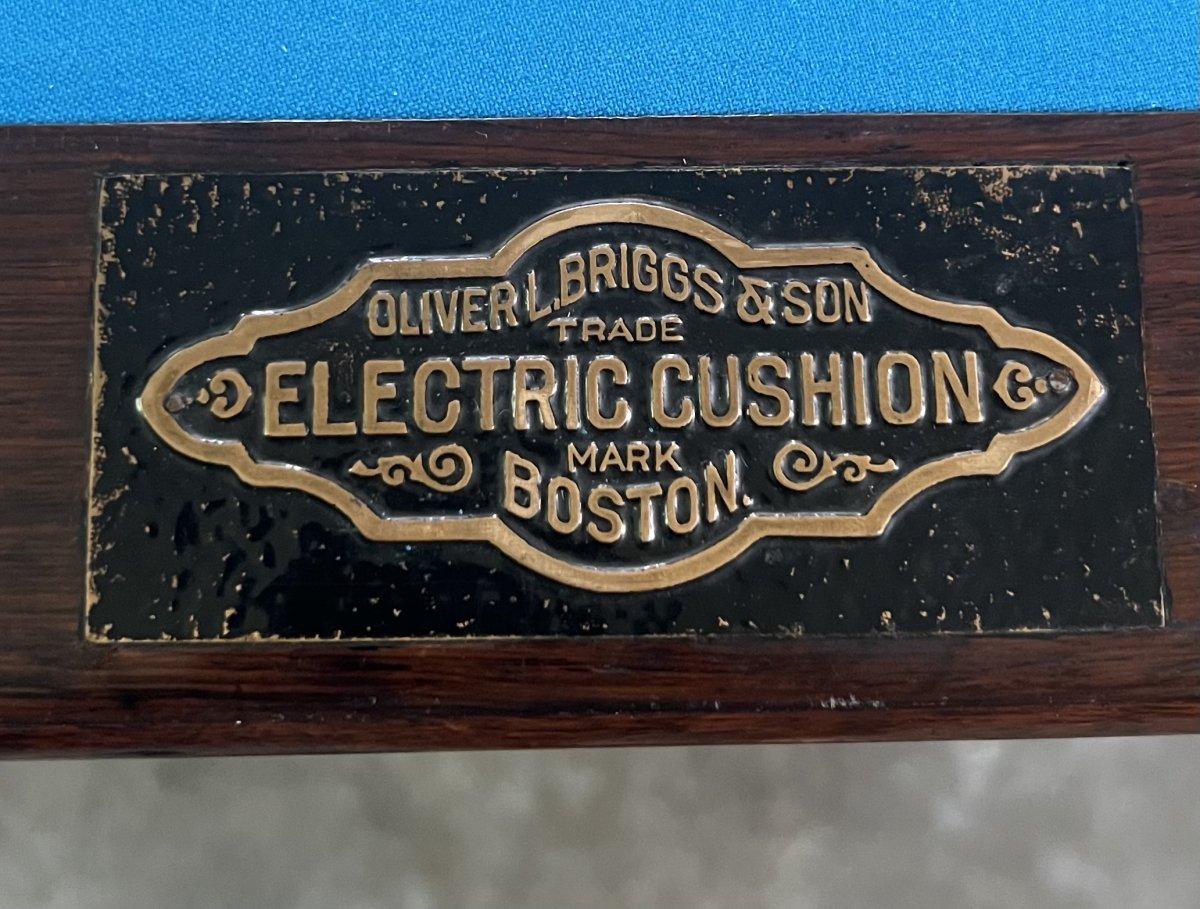 OLIVER L. BRIGGS & SON
TRADE
ELECTRIC CUSHION
MARK
BOSTON.